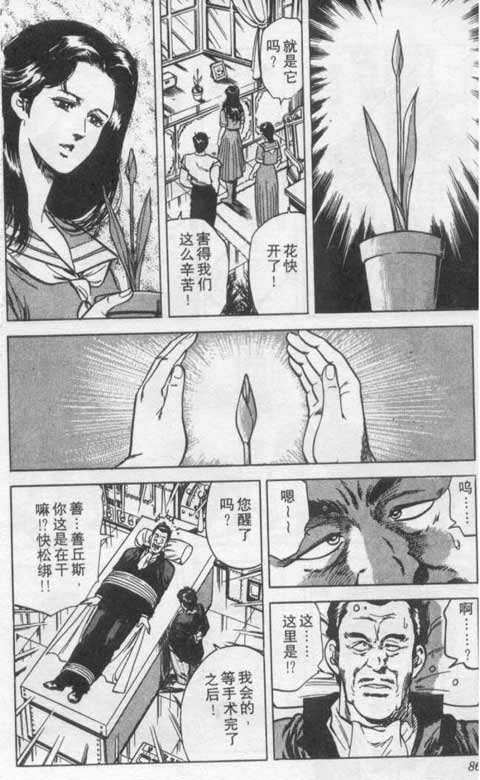 就是它
吗？
花快
开了！
害得我们
这么辛苦！
呜……
嗯～～
啊……？
这…
这里是!?
您醒了
吗？
善…善丘斯，
你这是在干
嘛!?快松绑!!
我会的，
等手术完了
之后！
86